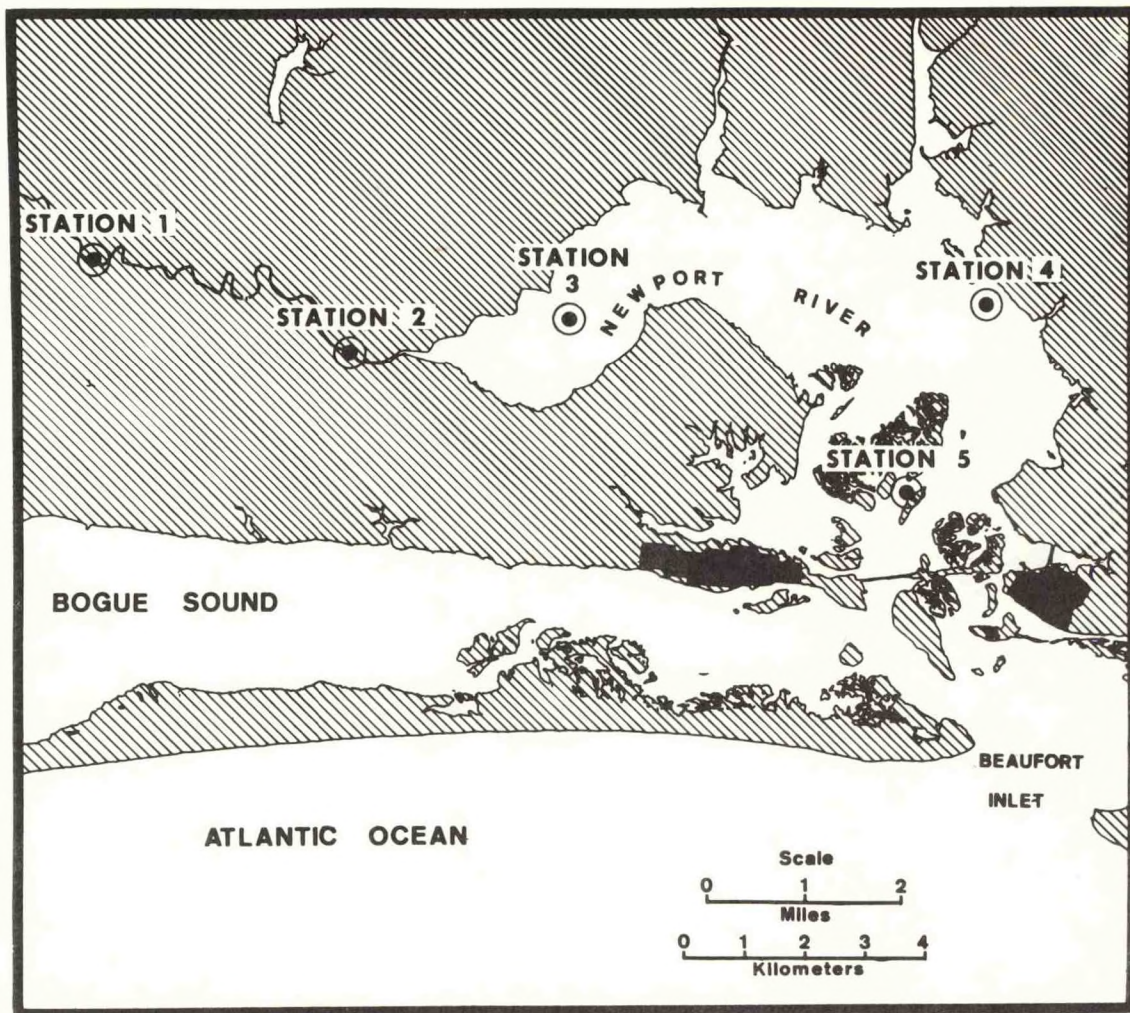 STATION 1
STATION 2
STATION
3
NEWPORT RIVER
STATION 4
STATION 5
BOGUE SOUND
BEAUFORT
INLET
ATLANTIC OCEAN
Scale
0 1 2
Miles
0 1 2 3 4
Kilometers